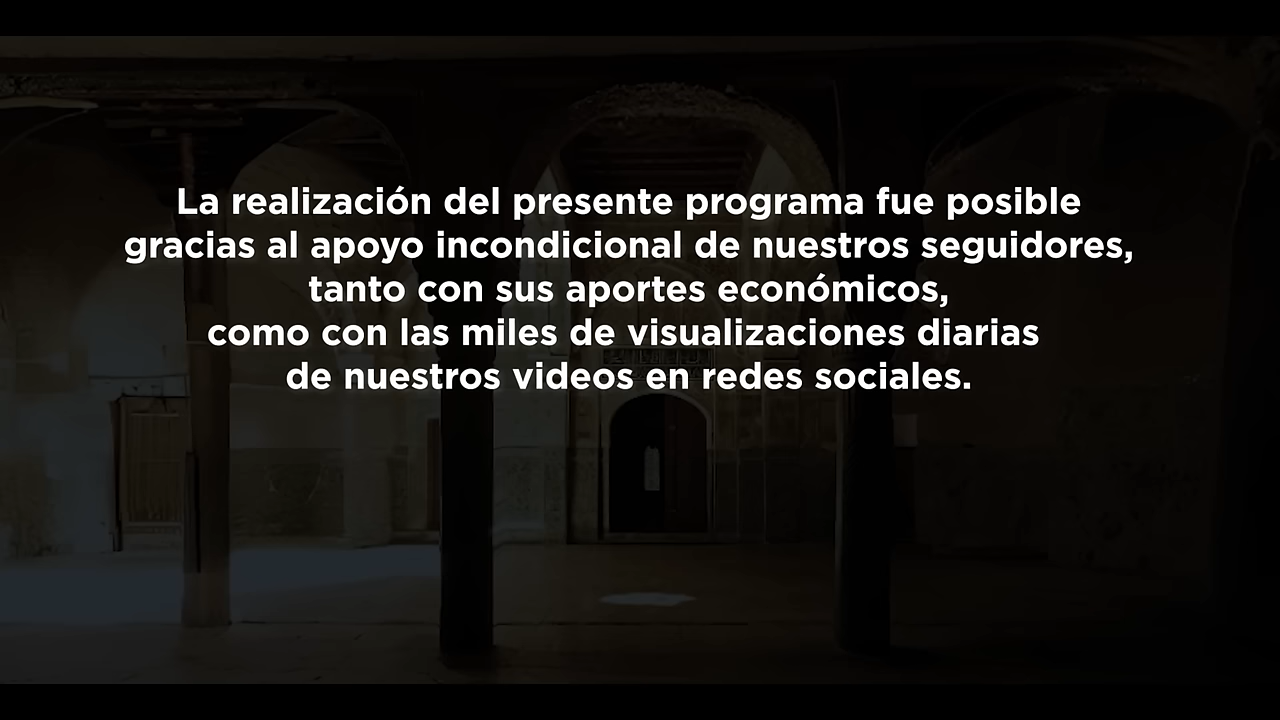 La realización del presente programa fue posible
gracias al apoyo incondicional de nuestros seguidores,
tanto con sus aportes económicos,
como con las miles de visualizaciones diarias
de nuestros videos en redes sociales.